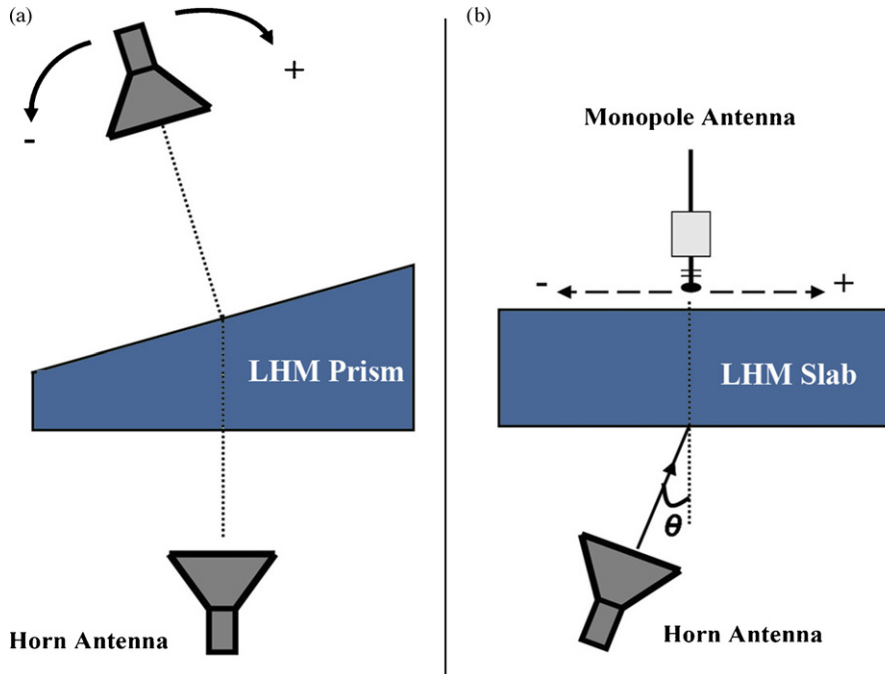 (a)
+
-
LHM Prism
Horn Antenna
(b)
Monopole Antenna
-
+
LHM Slab
θ
Horn Antenna